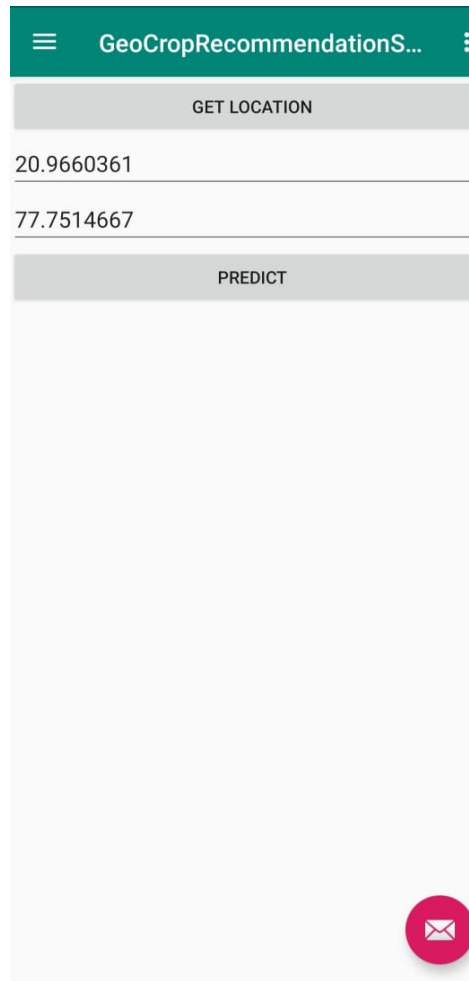 GeoCropRecommendationS...
GET LOCATION
20.9660361
77.7514667
PREDICT